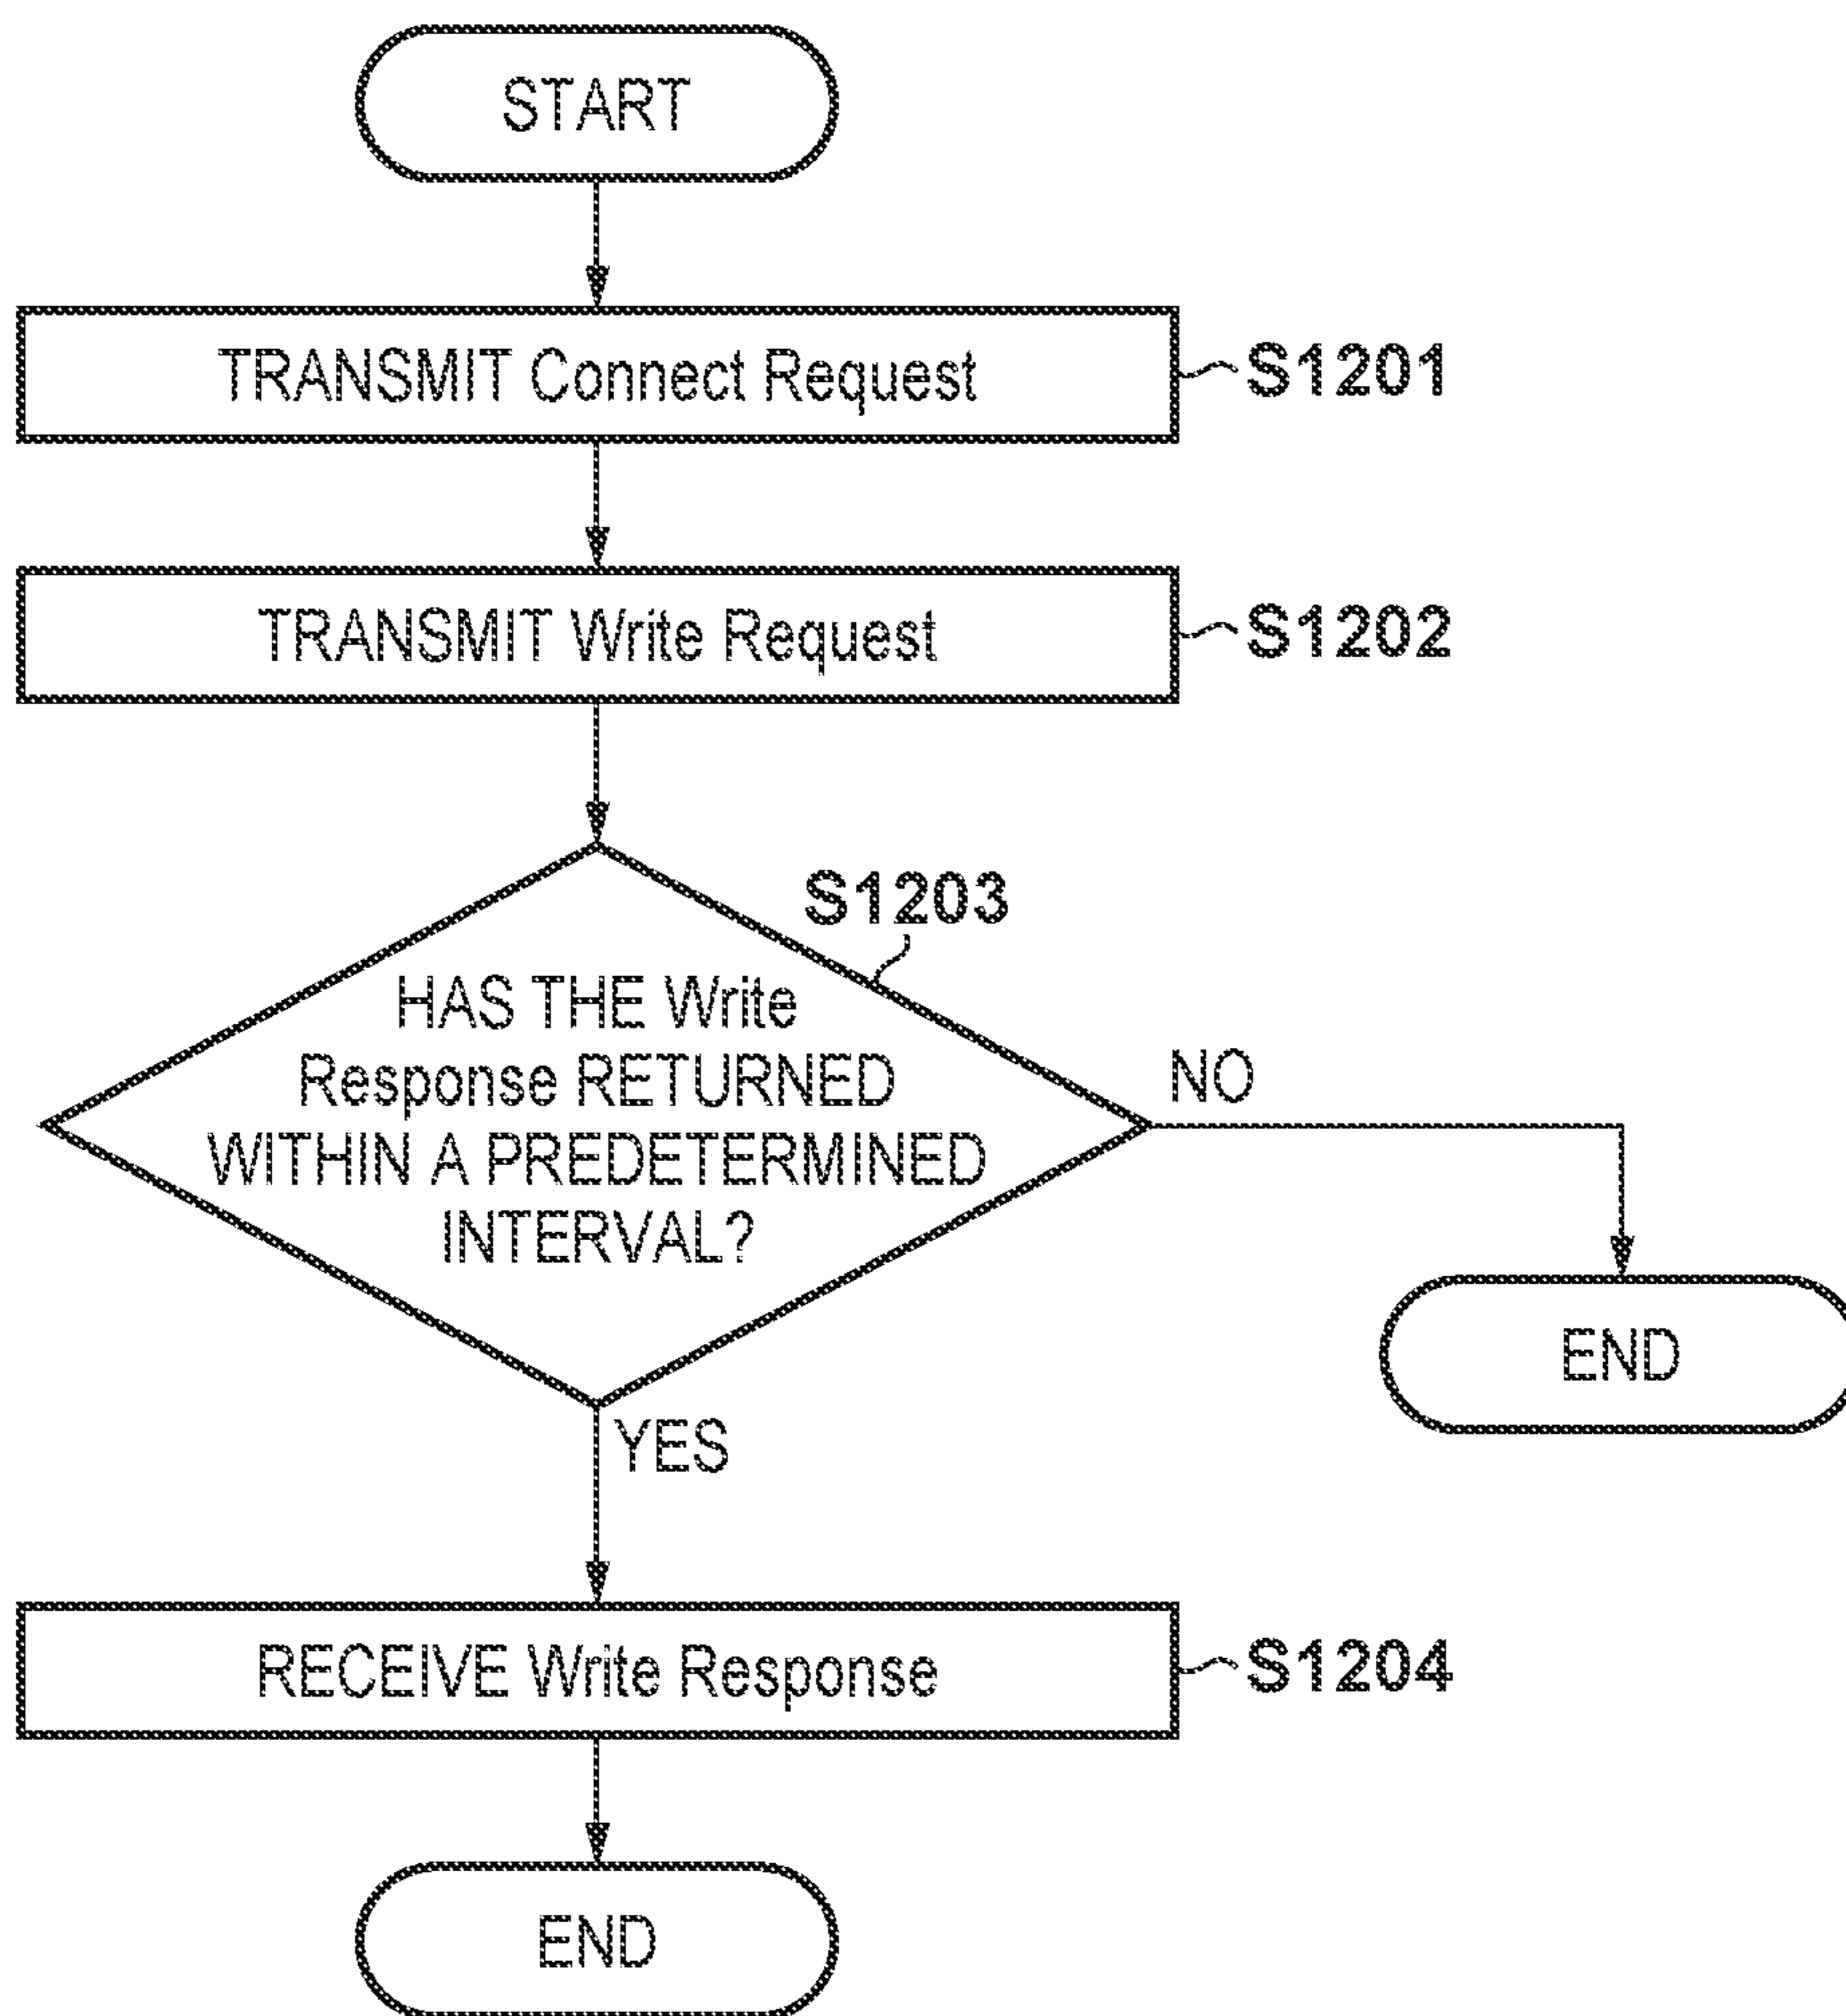 START
TRANSMIT Connect Request
S1201
TRANSMIT Write Request
S1202
S1203
HAS THE Write
Response RETURNED
WITHIN A PREDETERMINED
INTERVAL?
NO
END
YES
RECEIVE Write Response
S1204
END